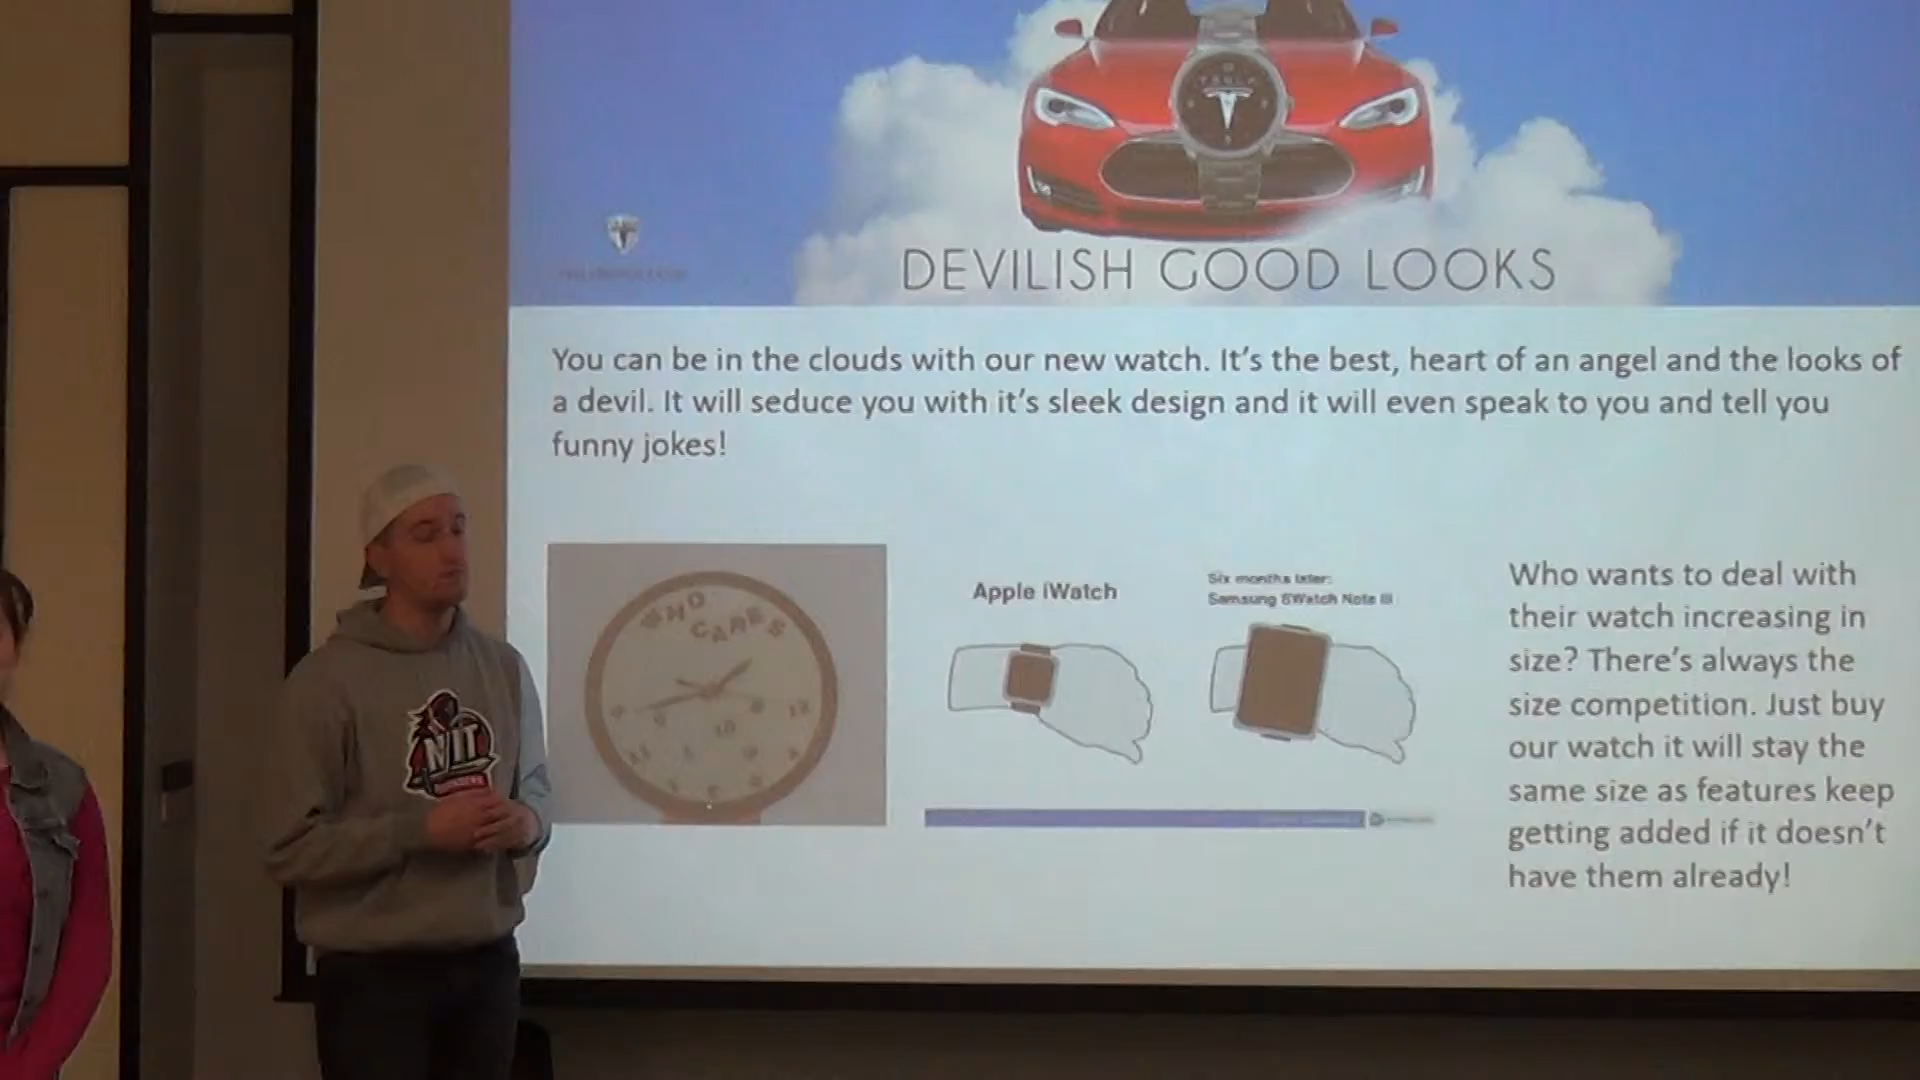 TESLA
DEVILISH GOOD LOOKS
You can be in the clouds with our new watch. It's the best, heart of an angel and the looks of
a devil. It will seduce you with it's sleek design and it will even speak to you and tell you
funny jokes!
WHO
CARES
Apple iWatch
Six months later:
Samsung SWatch Note III
Who wants to deal with
their watch increasing in
size? There's always the
size competition. Just buy
our watch it will stay the
same size as features keep
getting added if it doesn't
have them already!
NJIT